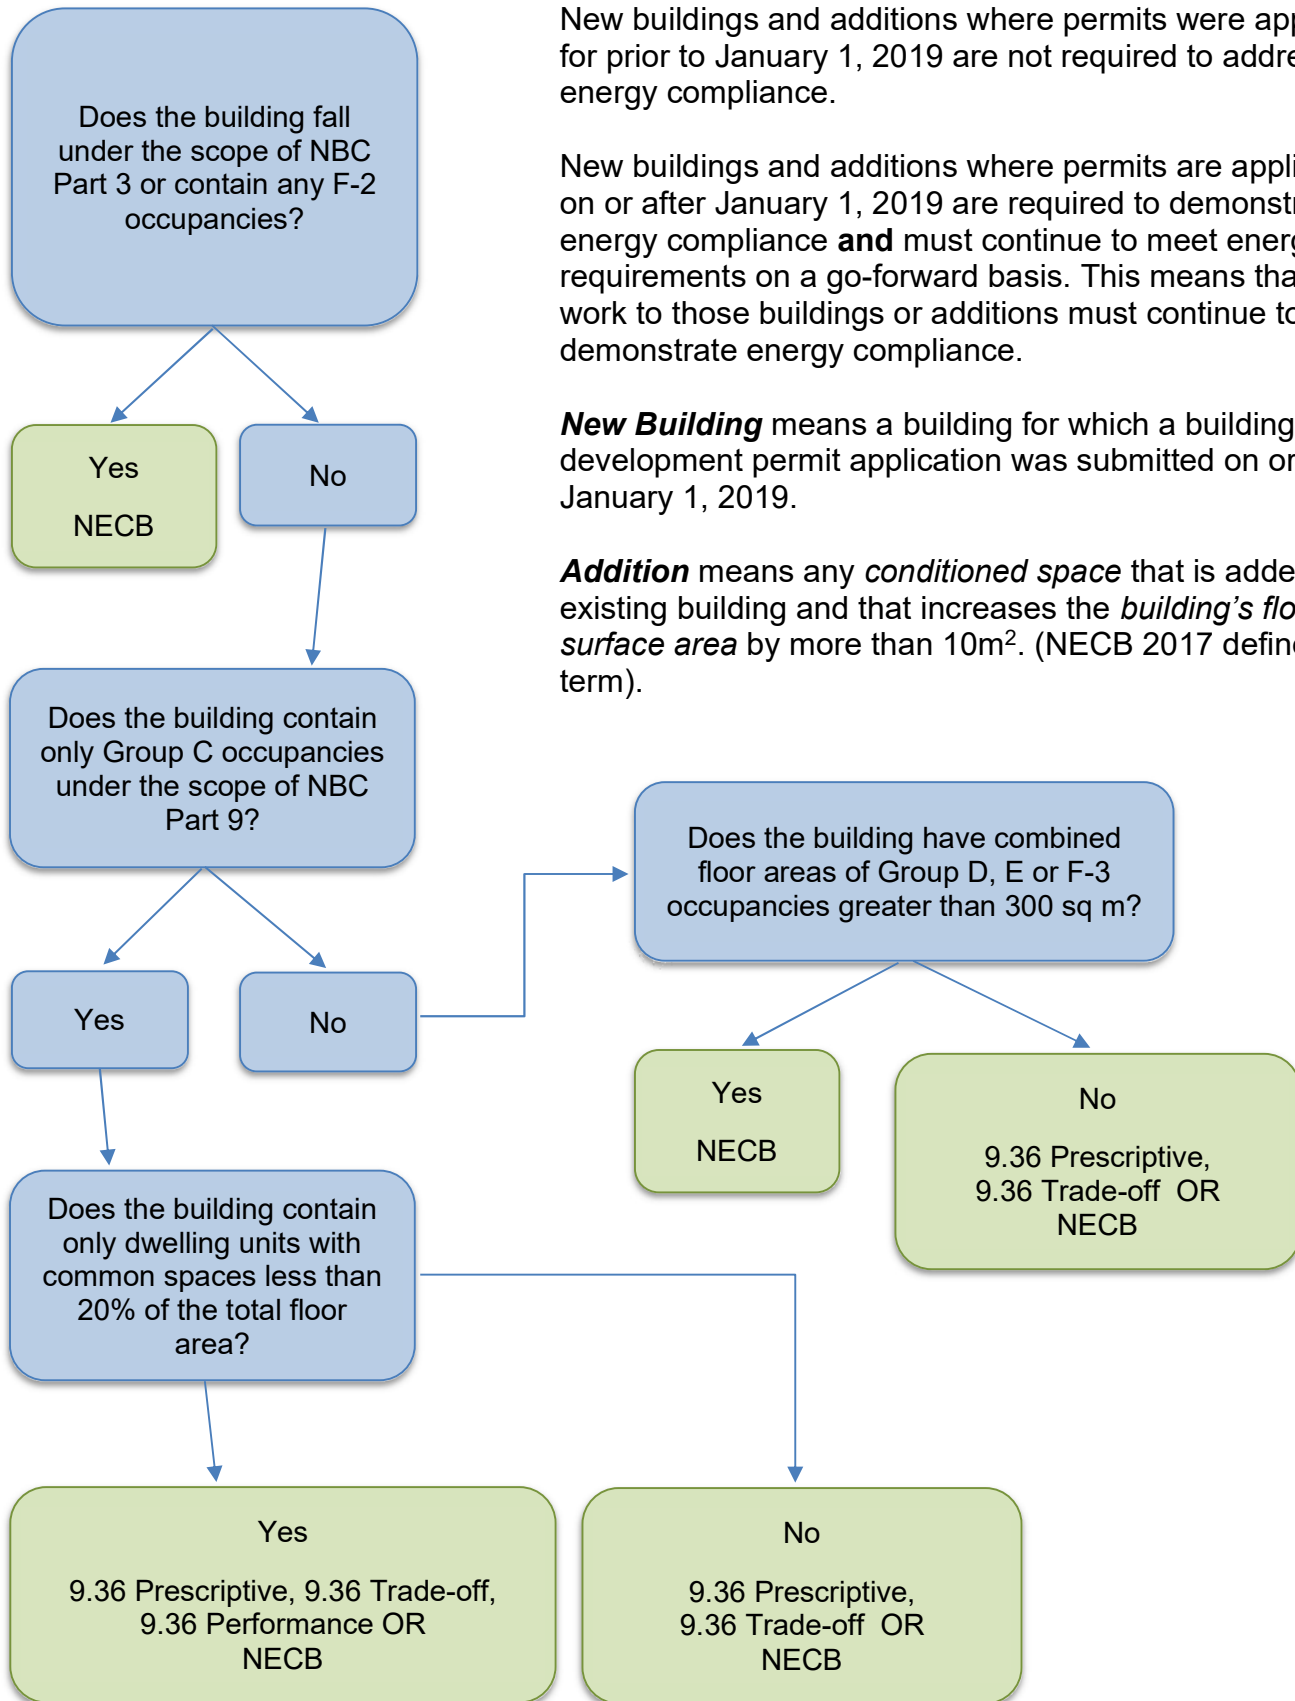 Does the building fall
under the scope of NBC
Part 3 or contain any F-2
occupancies?
New buildings and additions where permits were
for prior to January 1, 2019 are not required to
energy compliance.
New buildings and additions where permits are
on or after January 1, 2019 are required to
energy compliance and must continue to meet
requirements on a go-forward basis. This means
work to those buildings or additions must continue to
demonstrate energy compliance.
New Building means a building for which a building
development permit application was submitted on or
January 1, 2019.
Addition means any conditioned space that is
existing building and that increases the building's
surface area by more than 10m². (NECB 2017
term).
Yes
NECB
No
Does the building contain
only Group C occupancies
under the scope of NBC
Part 9?
Does the building have combined
floor areas of Group D, E or F-3
occupancies greater than 300 sq m?
Yes
No
Yes
NECB
No
9.36 Prescriptive,
9.36 Trade-off OR
NECB
Does the building contain
only dwelling units with
common spaces less than
20% of the total floor
area?
Yes
9.36 Prescriptive, 9.36 Trade-off,
9.36 Performance OR
NECB
No
9.36 Prescriptive,
9.36 Trade-off OR
NECB